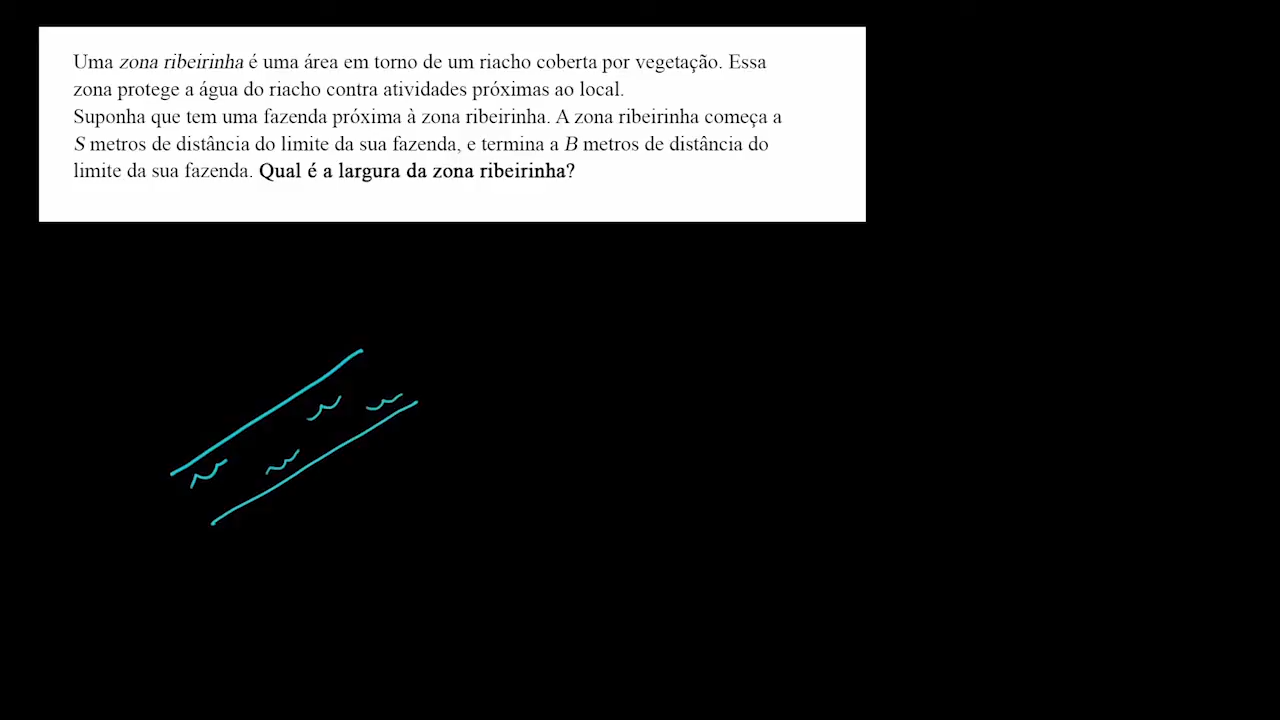 Uma zona ribeirinha é uma área em torno de um riacho coberta por vegetação. Essa
zona protege a água do riacho contra atividades próximas ao local.
Suponha que tem uma fazenda próxima à zona ribeirinha. A zona ribeirinha começa a
S metros de distância do limite da sua fazenda, e termina a B metros de distância do
limite da sua fazenda. Qual é a largura da zona ribeirinha?